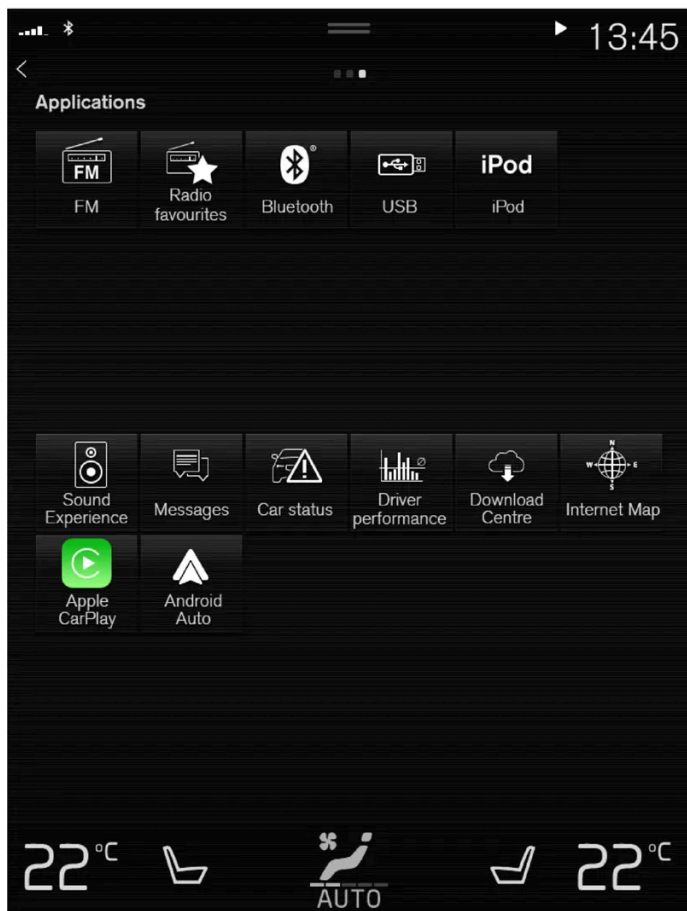 13:45
Applications
FM
FM
Radio
favourites
Bluetooth
USB
iPod
iPod
Sound
Experience
Messages
Car status
Driver
performance
Download
Centre
N
W
E
S
Internet Map
Apple
CarPlay
Android
Auto
22°C
22°C
AUTO